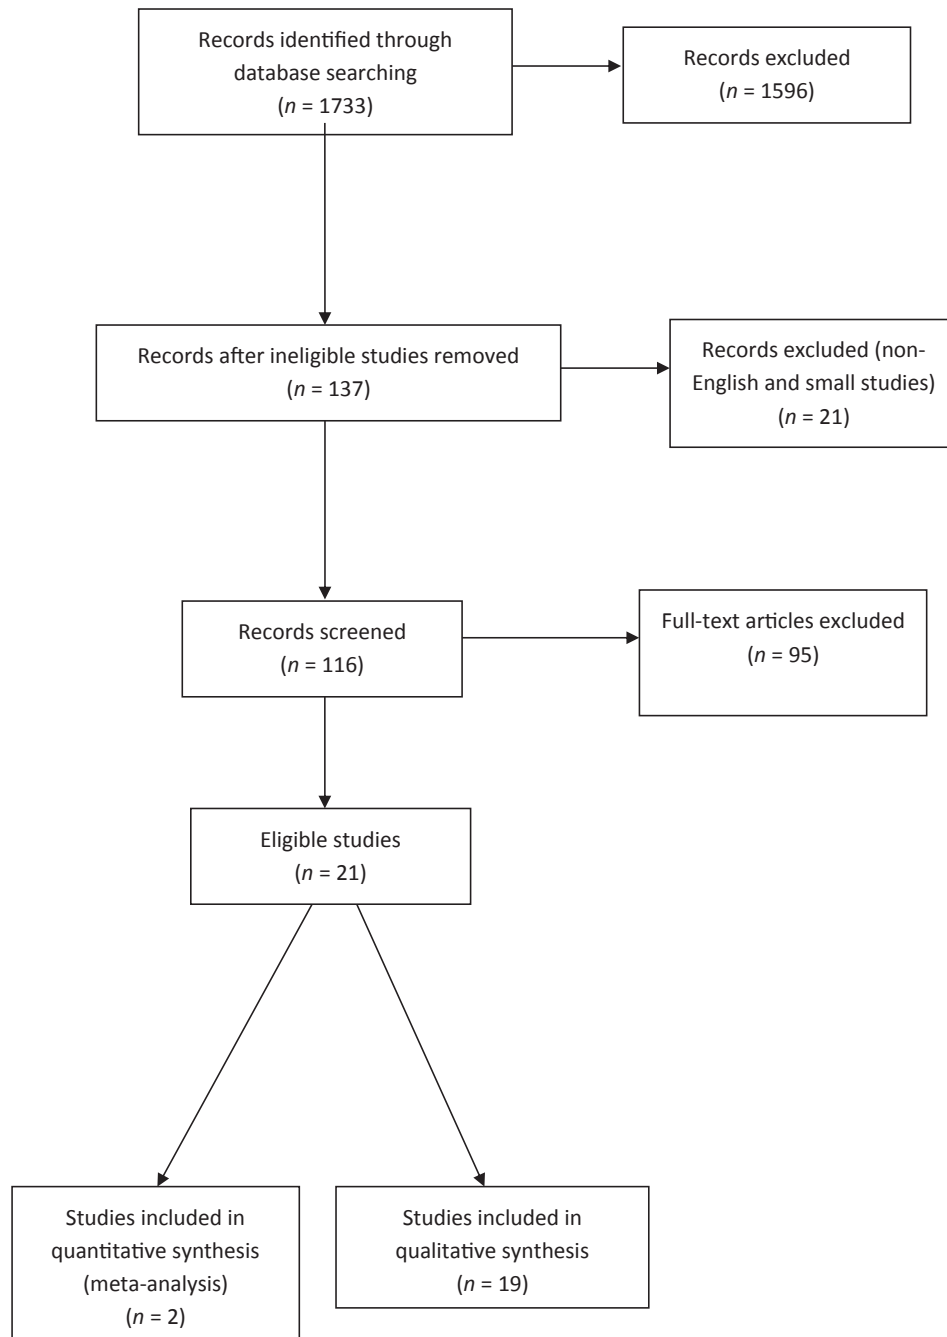 Records identified through
database searching
(n = 1733)
Records excluded
(n = 1596)
Records after ineligible studies removed
(n = 137)
Records excluded (non-
English and small studies)
(n = 21)
Records screened
(n = 116)
Full-text articles excluded
(n = 95)
Eligible studies
(n = 21)
Studies included in
quantitative synthesis
(meta-analysis)
(n = 2)
Studies included in
qualitative synthesis
(n = 19)